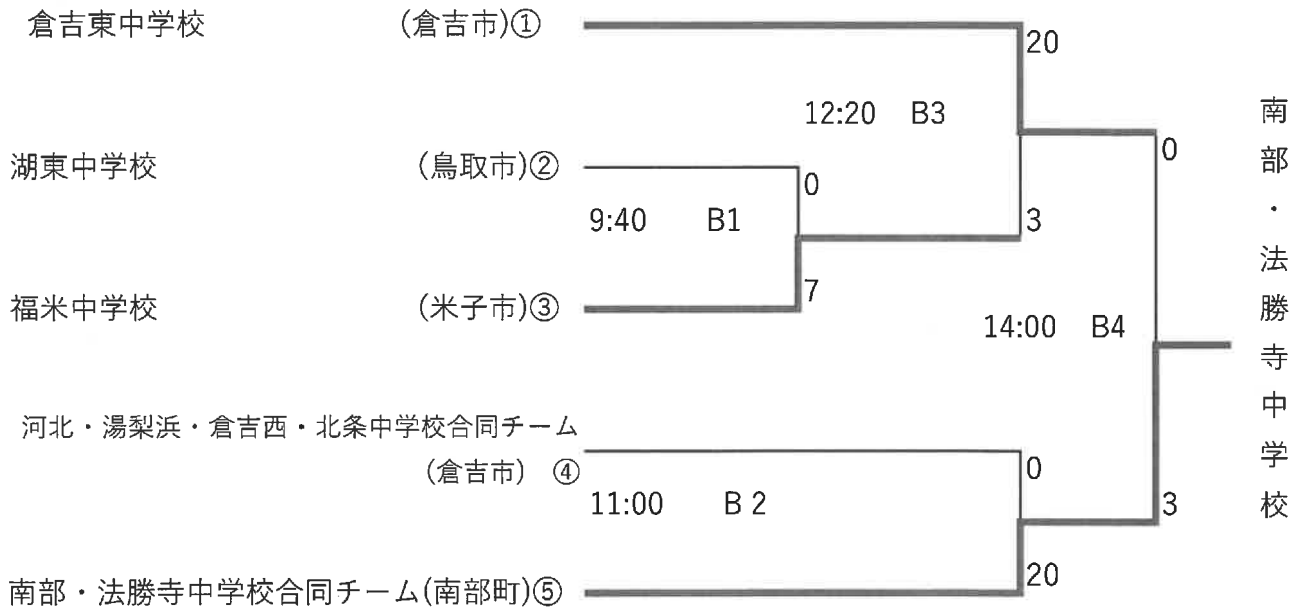 倉吉東中学校 (倉吉市)①
20
12:20 B3
0
湖東中学校 (鳥取市)②
0
9:40 B1
3
福米中学校 (米子市)③
7
14:00 B4
河北・湯梨浜・倉吉西・北条中学校合同チーム
(倉吉市) ④
0
11:00 B 2
3
南部・法勝寺中学校合同チーム(南部町)⑤
20
南部・法勝寺中学校